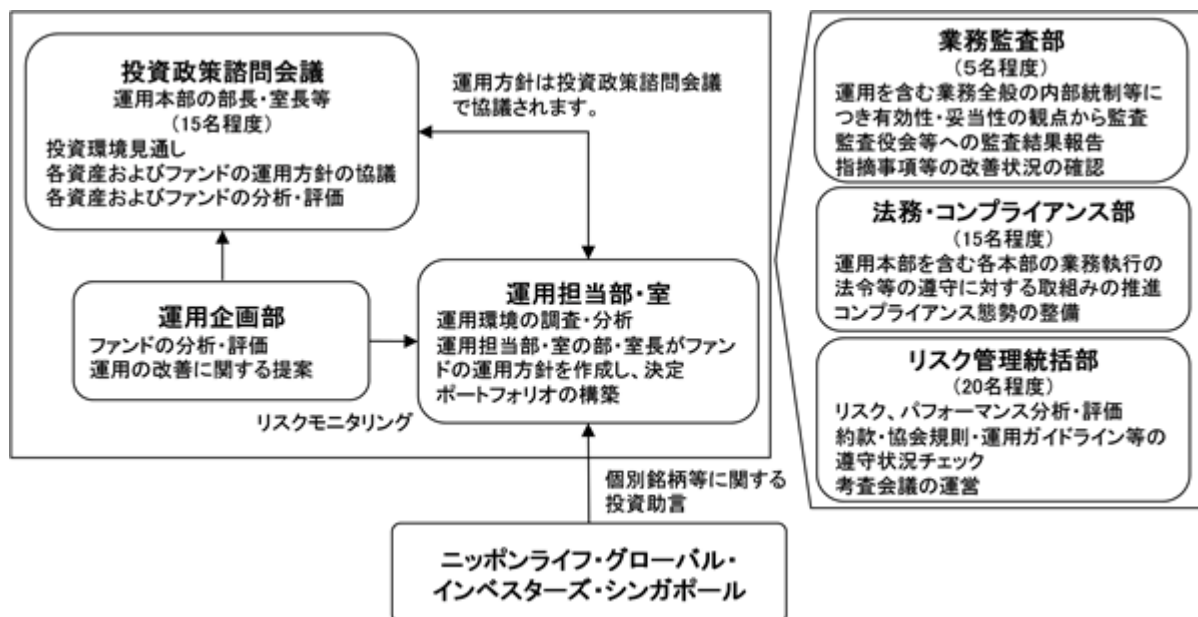 投資政策諮問会議
運用本部の部長・室長等
(15名程度)
投資環境見通し
各資産およびファンドの運用方針の協議
各資産およびファンドの分析・評価
運用方針は投資政策諮問会議
で協議されます。
運用企画部
ファンドの分析・評価
運用の改善に関する提案
運用担当部・室
運用環境の調査・分析
運用担当部・室の部・室長がファン
ドの運用方針を作成し、決定
ポートフォリオの構築
リスクモニタリング
個別銘柄等に関する
投資助言
ニッポンライフ・グローバル・
インベスターズ・シンガポール
業務監査部
(5名程度)
運用を含む業務全般の内部統制等に
つき有効性・妥当性の観点から監査
監査役会等への監査結果報告
指摘事項等の改善状況の確認
法務・コンプライアンス部
(15名程度)
運用本部を含む各本部の業務執行の
法令等の遵守に対する取組みの推進
コンプライアンス態勢の整備
リスク管理統括部
(20名程度)
リスク、パフォーマンス分析・評価
約款・協会規則・運用ガイドライン等の
遵守状況チェック
考査会議の運営